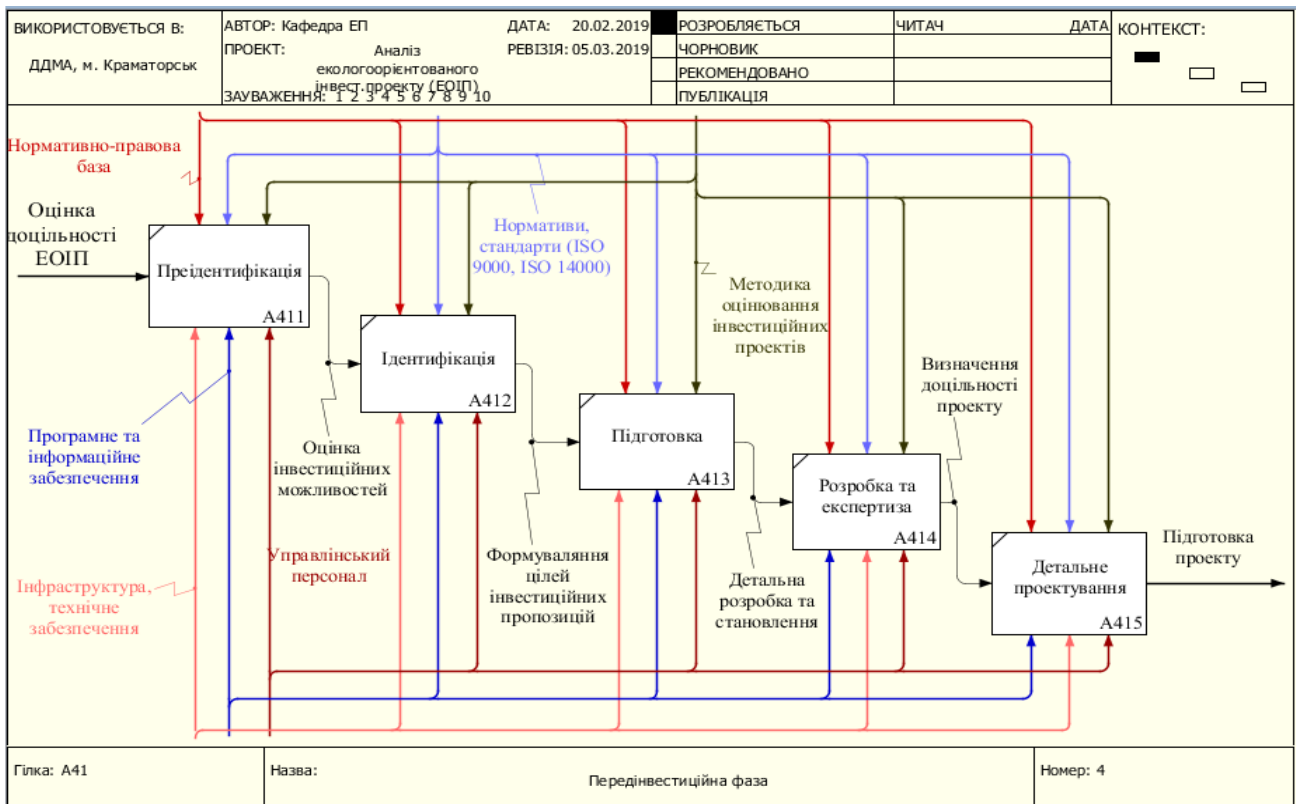 ВИКОРИСТОВУЄТЬСЯ В:
ДДМА, м. Краматорськ
АВТОР: Кафедра ЕП
ДАТА: 20.02.2019
ПРОЕКТ: Аналіз
екологоорієнтованого
інвест.проекту (ЕОІП)
РЕВІЗІЯ: 05.03.2019
ЗАУВАЖЕННЯ: 1 2 3 4 5 6 7 8 9 10
РОЗРОБЛЯЄТЬСЯ
ЧОРНОВИК
РЕКОМЕНДОВАНО
ПУБЛІКАЦІЯ
ЧИТАЧ
ДАТА
КОНТЕКСТ:
Нормативно-правова
база
Оцінка
доцільності
ЕОІП
Преідентифікація
A411
Нормативи,
стандарти (ISO
9000, ISO 14000)
Методика
оцінювання
інвестиційних
проектів
Ідентифікація
A412
Визначення
доцільності
проекту
Підготовка
A413
Програмне та
інформаційне
забезпечення
Оцінка
інвестиційних
можливостей
Розробка та
експертиза
A414
Управлінський
персонал
Формуваляння
цілей
інвестиційних
пропозицій
Детальна
розробка та
становлення
Детальне
проектування
A415
Підготовка
проекту
Інфраструктура,
технічне
забезпечення
Гілка: A41
Назва:
Передінвестиційна фаза
Номер: 4